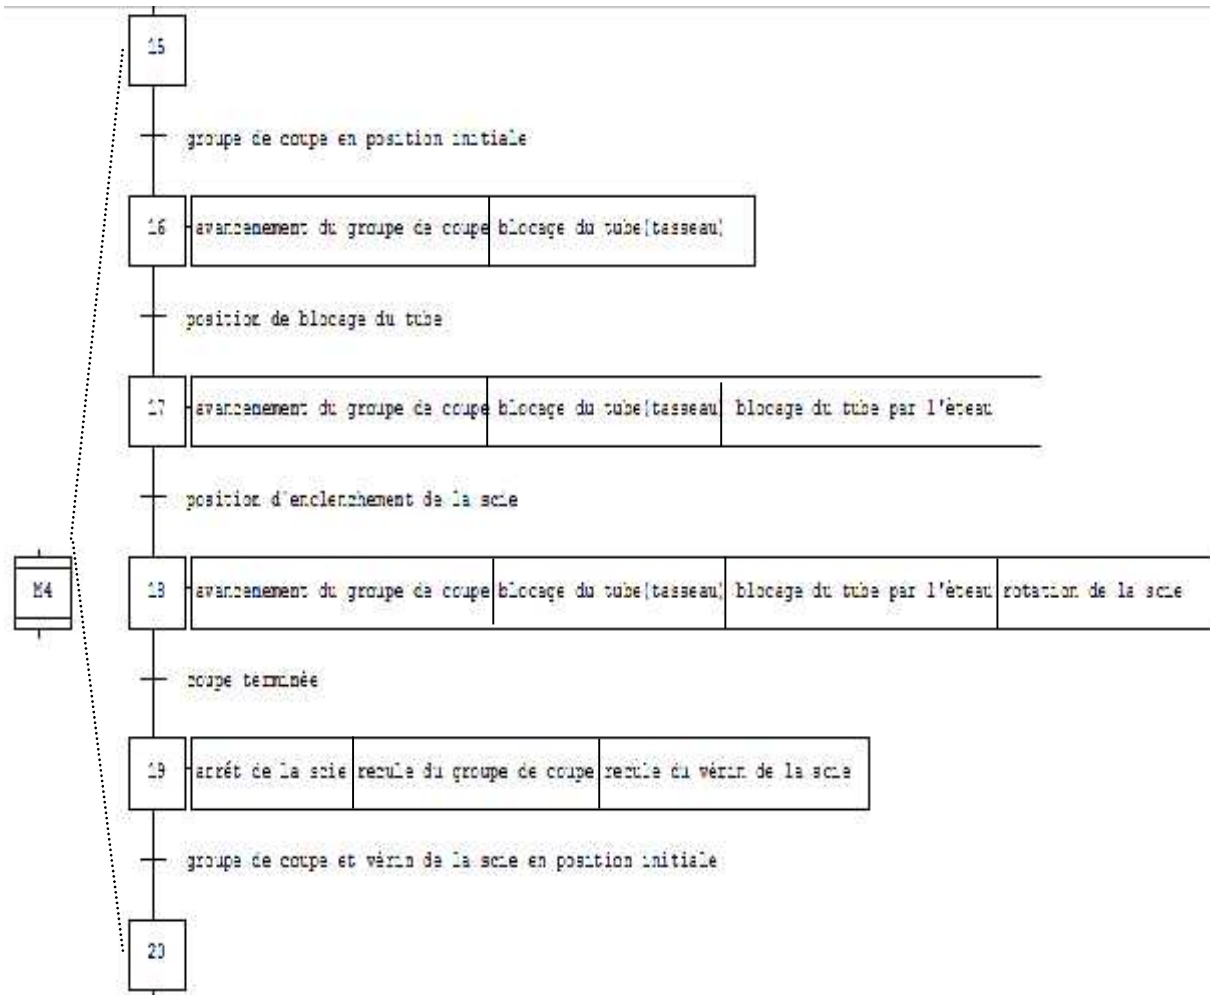 15
groupe de coupe en position initiale
16 avancement du groupe de coupe blocage du tube(tasseau)
position de blocage du tube
17 avancement du groupe de coupe blocage du tube(tasseau) blocage du tube par l'éteau
position d'enclenchement de la scie
M4 18 avancement du groupe de coupe blocage du tube(tasseau) blocage du tube par l'éteau rotation de la scie
coupe terminée
19 arrét de la scie recule du groupe de coupe recule du vérin de la scie
groupe de coupe et vérin de la scie en position initiale
20